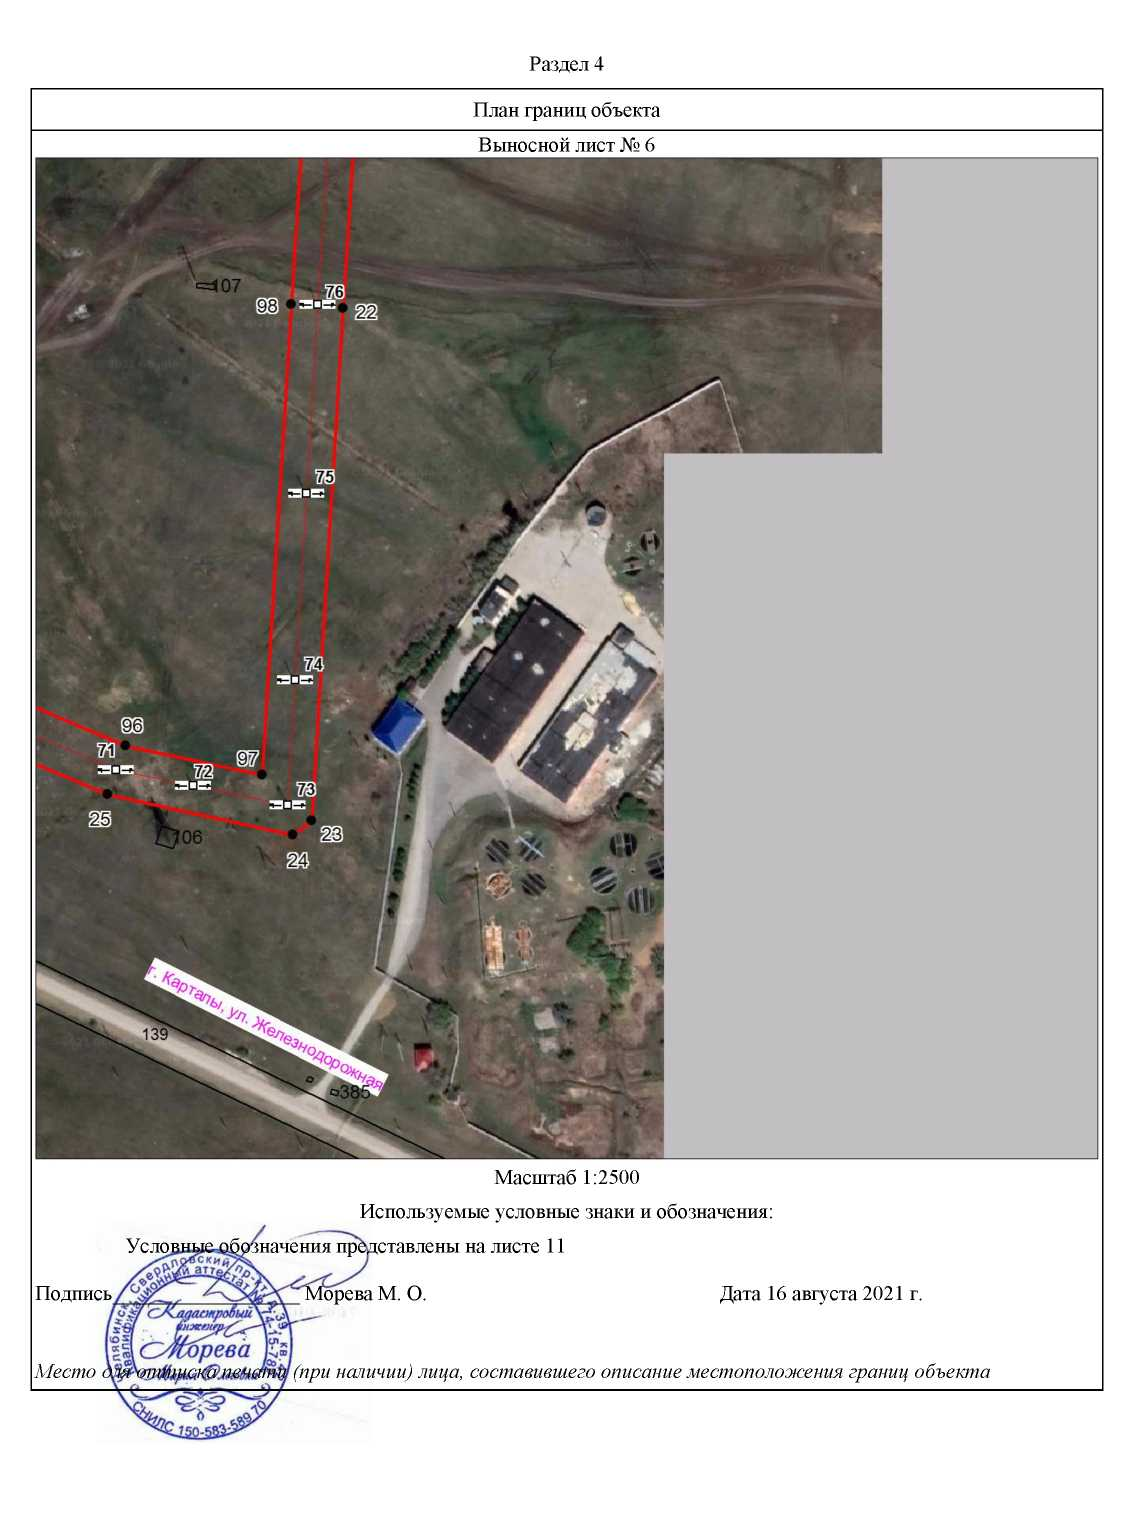 Раздел 4
План границ объекта
Выносной лист № 6
107
98
76
22
75
74
96
71
72
97
73
25
23
106
24
г. Карталы, ул. Железнодорожная
139
385
Масштаб 1:2500
Используемые условные знаки и обозначения:
Условные обозначения представлены на листе 11
Подпись Морева М. О. Дата 16 августа 2021 г.
Кадастровый
инженер
Морева
Место для оттиска печати (при наличии) лица, составившего описание местоположения границ объекта
СНИЛС 150-583-589 70